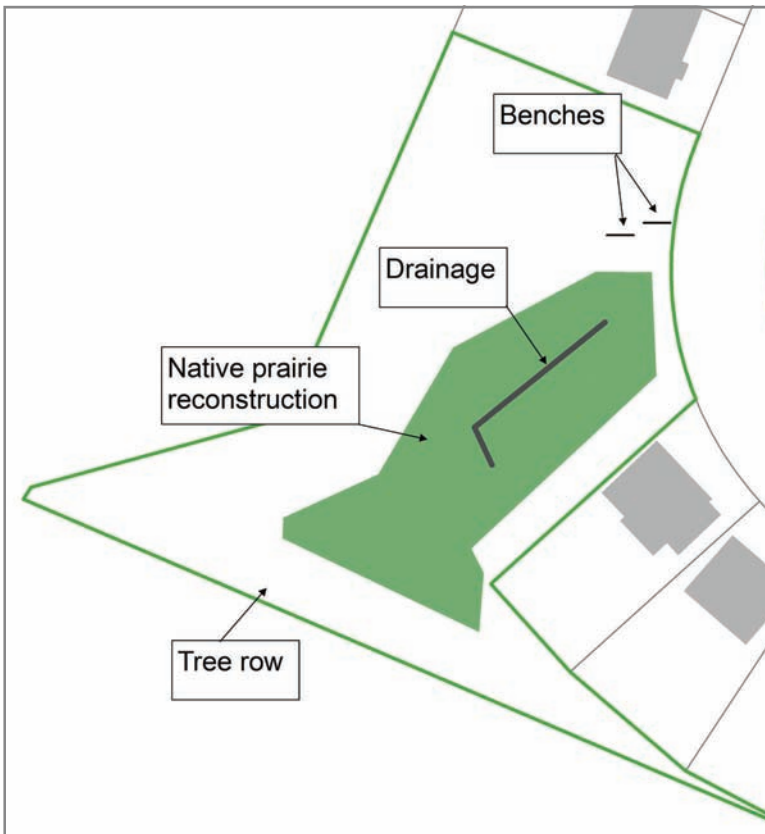 Benches
Drainage
Native prairie
reconstruction
Tree row